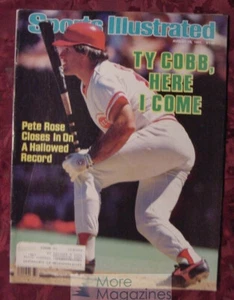 Sports Illustrated
TY COBB,
HERE
I COME
Pete Rose
Closes In On
A Hallowed
Record
More
Magazines